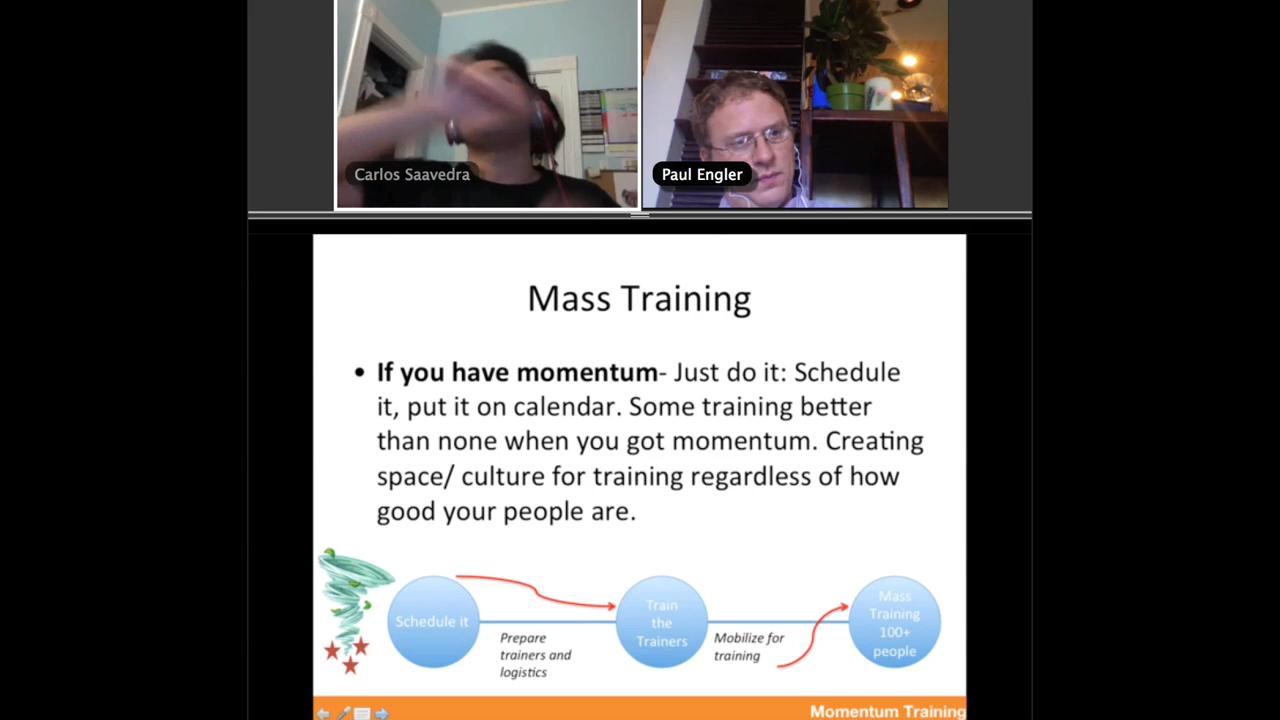 Carlos Saavedra
Paul Engler
Mass Training
• If you have momentum- Just do it: Schedule
it, put it on calendar. Some training better
than none when you got momentum. Creating
space/ culture for training regardless of how
good your people are.
Schedule it
Prepare
trainers and
logistics
Train
the
Trainers
Mobilize for
training
Mass
Training
100+
people
Momentum Training